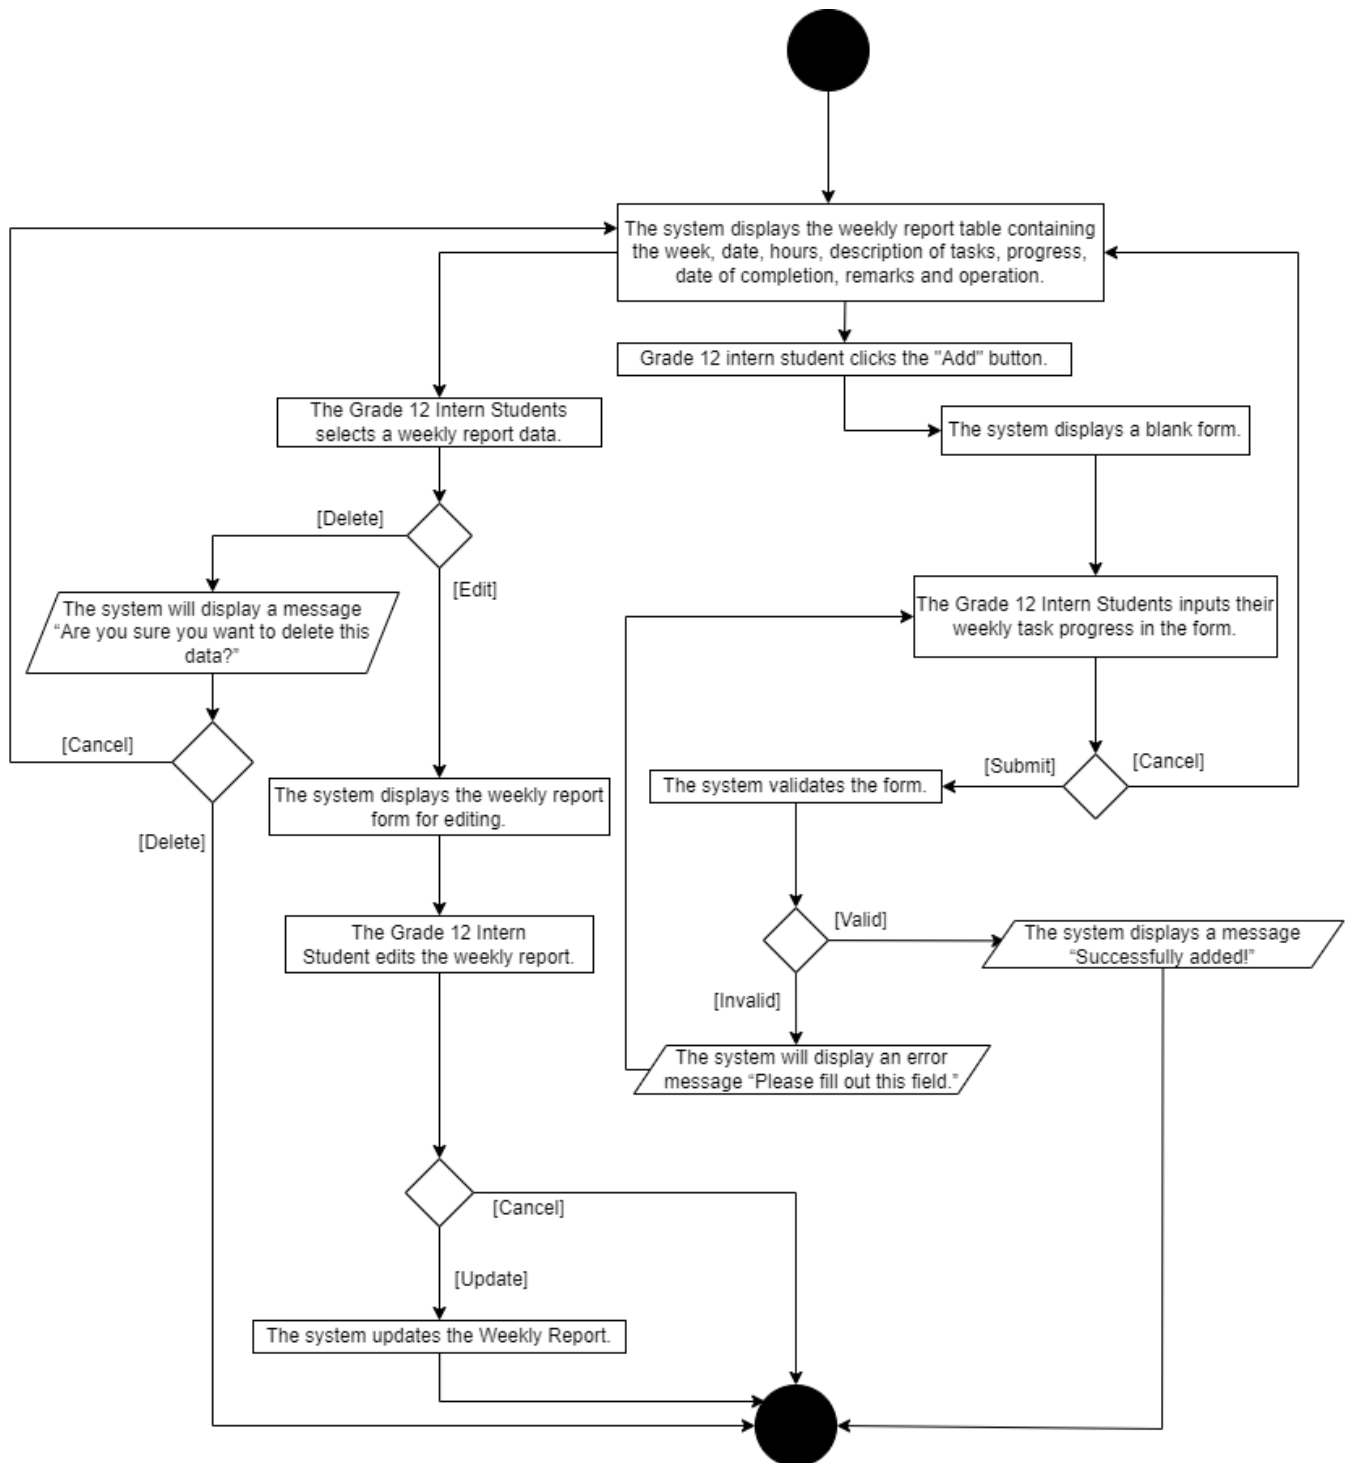 The system displays the weekly report table containing
the week, date, hours, description of tasks, progress,
date of completion, remarks and operation.
Grade 12 intern student clicks the "Add" button.
The Grade 12 Intern Students
selects a weekly report data.
The system displays a blank form.
[Delete]
[Edit]
The system will display a message
“Are you sure you want to delete this
data?”
The Grade 12 Intern Students inputs their
weekly task progress in the form.
[Cancel]
[Delete]
The system displays the weekly report
form for editing.
[Submit]
[Cancel]
The system validates the form.
The Grade 12 Intern
Student edits the weekly report.
[Valid]
The system displays a message
“Successfully added!”
[Invalid]
The system will display an error
message “Please fill out this field.”
[Cancel]
[Update]
The system updates the Weekly Report.